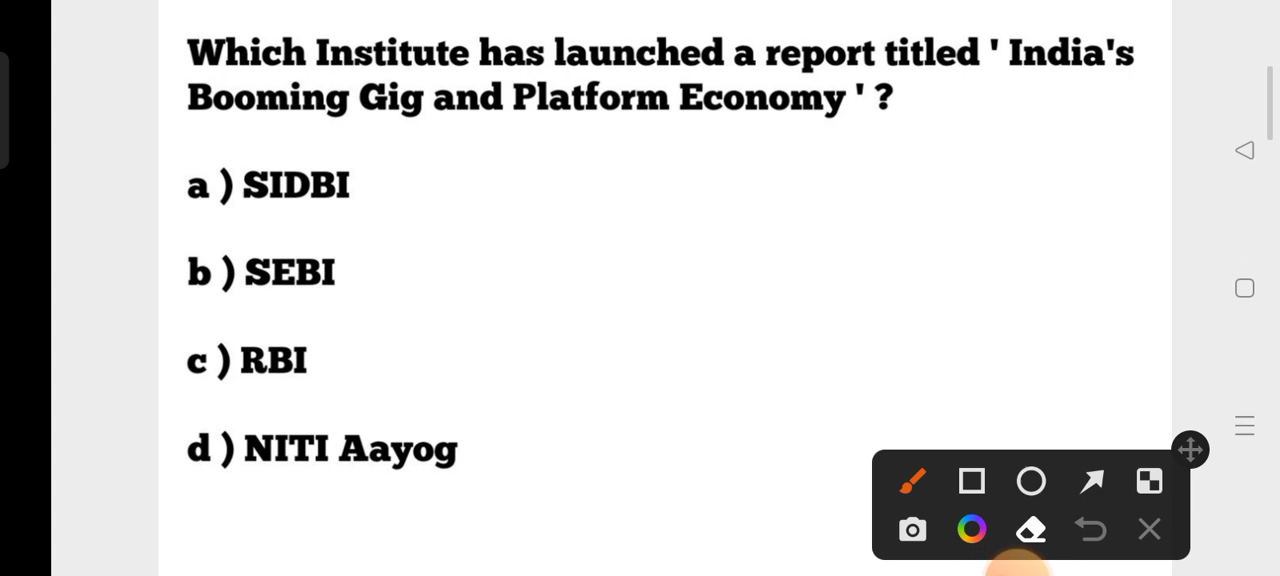 Which Institute has launched a report titled ' India's
Booming Gig and Platform Economy ' ?
a ) SIDBI
b ) SEBI
c ) RBI
d ) NITI Aayog